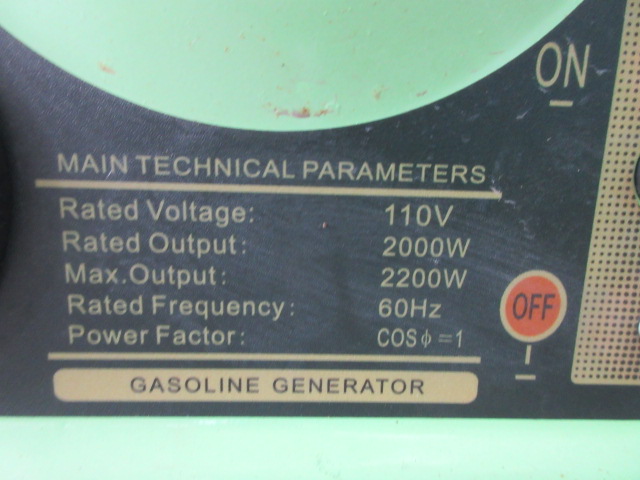 ON
MAIN TECHNICAL PARAMETERS
Rated Voltage: 110V
Rated Output: 2000W
Max.Output: 2200W
Rated Frequency: 60Hz
Power Factor: COSϕ=1
OFF
GASOLINE GENERATOR